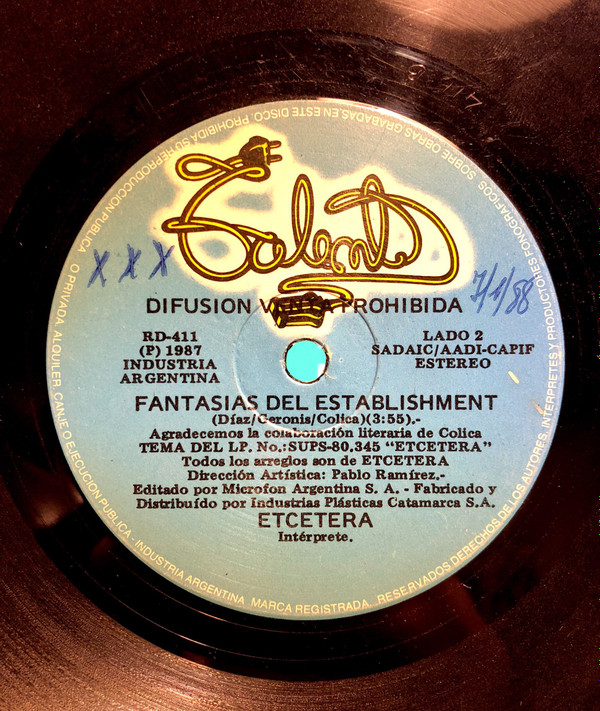 Talent
XXX
7/1/88
DIFUSION VENTA PROHIBIDA
RD-411
(P) 1987
INDUSTRIA
ARGENTINA
LADO 2
SADAIC/AADI-CAPIF
ESTEREO
FANTASIAS DEL ESTABLISHMENT
(Díaz/Geronis/Colica)(3:55).-
Agradecemos la colaboración literaria de Colica
TEMA DEL LP. No.:SUPS-80.345 "ETCETERA"
Todos los arreglos son de ETCETERA
Dirección Artística: Pablo Ramírez.-
Editado por Microfon Argentina S. A. - Fabricado y
Distribuído por Industrias Plásticas Catamarca S.A.
ETCETERA
Intérprete.
INDUSTRIA ARGENTINA MARCA REGISTRADA. RESERVADOS DERECHOS DE LOS AUTORES, INTERPRETES Y PRODUCTORES FONOGRAFICOS SOBRE OBRAS GRABADAS EN ESTE DISCO. PROHIBIDA SU REPRODUCCION PUBLICA O PRIVADA, ALQUILER, CANJE O EJECUCION PUBLICA -